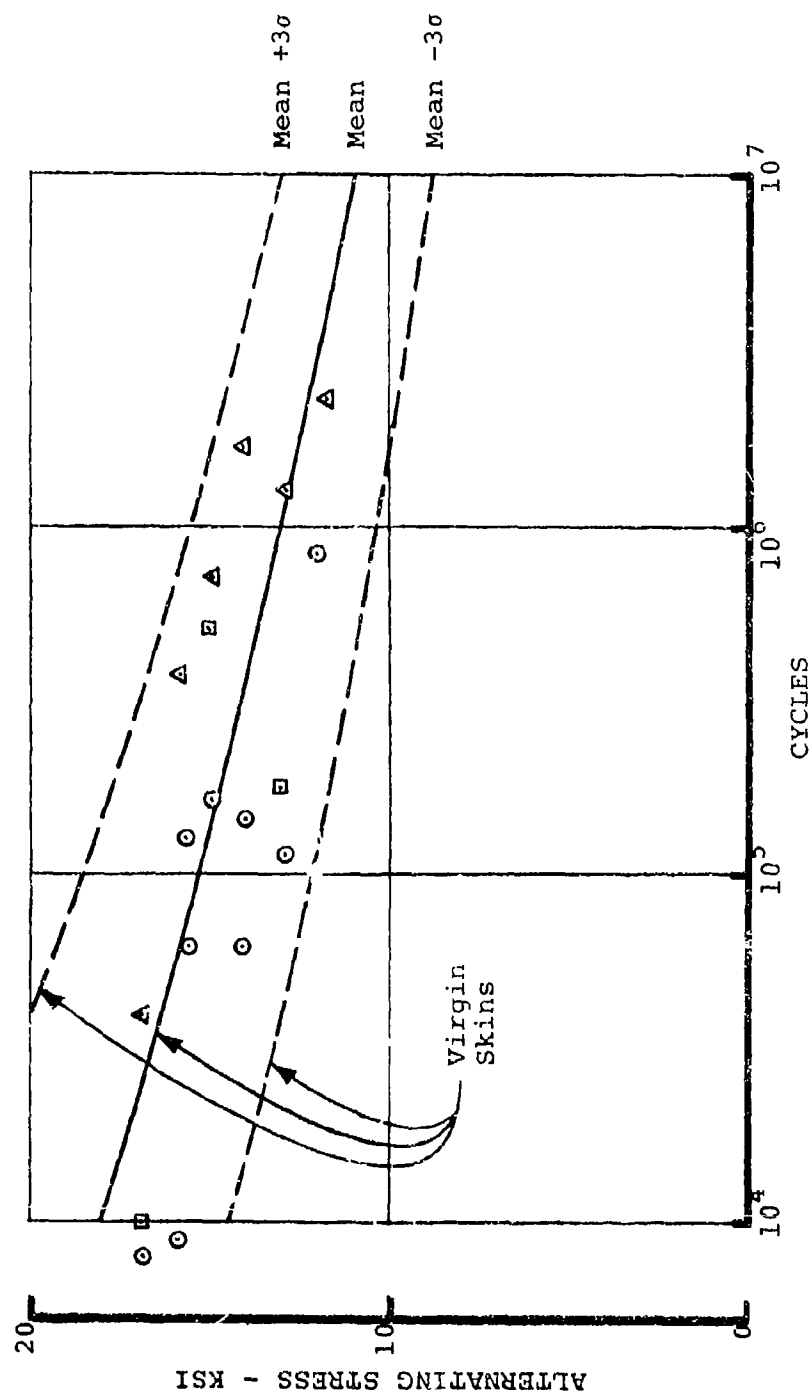 Mean +3σ
Mean
Mean -3σ
20
10
0
ALTERNATING STRESS - KSI
Virgin
Skins
10^4
10^5
10^6
10^7
CYCLES